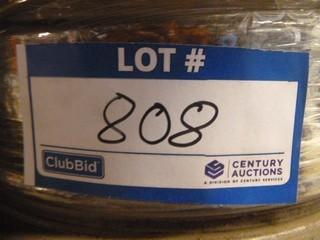 LOT #
808
ClubBid
CENTURY
AUCTIONS
A DIVISION OF CENTURY SERVICES